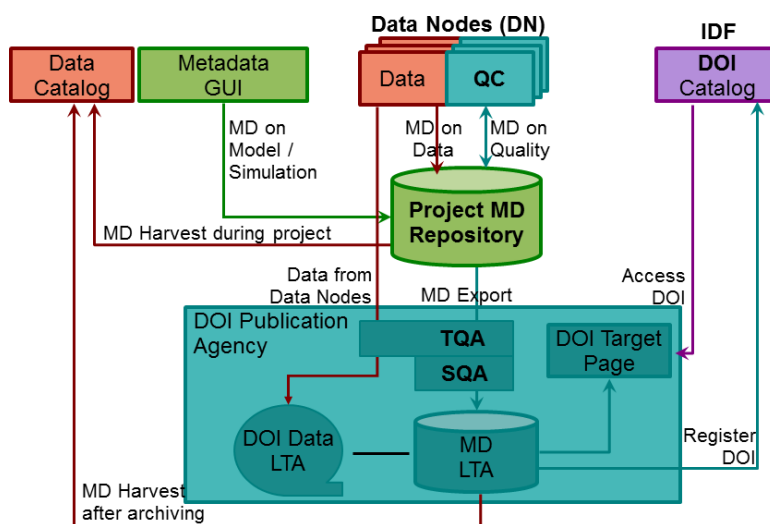 Data Nodes (DN)
IDF
Data
Catalog
Metadata
GUI
Data
QC
DOI
Catalog
MD on
Model /
Simulation
MD on
Data
MD on
Quality
Project MD
Repository
MD Harvest during project
Data from
Data Nodes
MD Export
Access
DOI
DOI Publication
Agency
TQA
SQA
DOI Target
Page
DOI Data
LTA
MD
LTA
Register
DOI
MD Harvest
after archiving